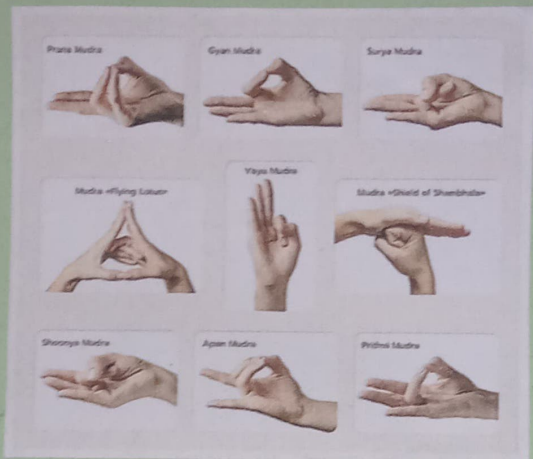 Prana Mudra
Gyan Mudra
Surya Mudra
Mudra «Flying Lotus»
Vayu Mudra
Mudra «Shield of Shambhala»
Shoonya Mudra
Apan Mudra
Prithvi Mudra